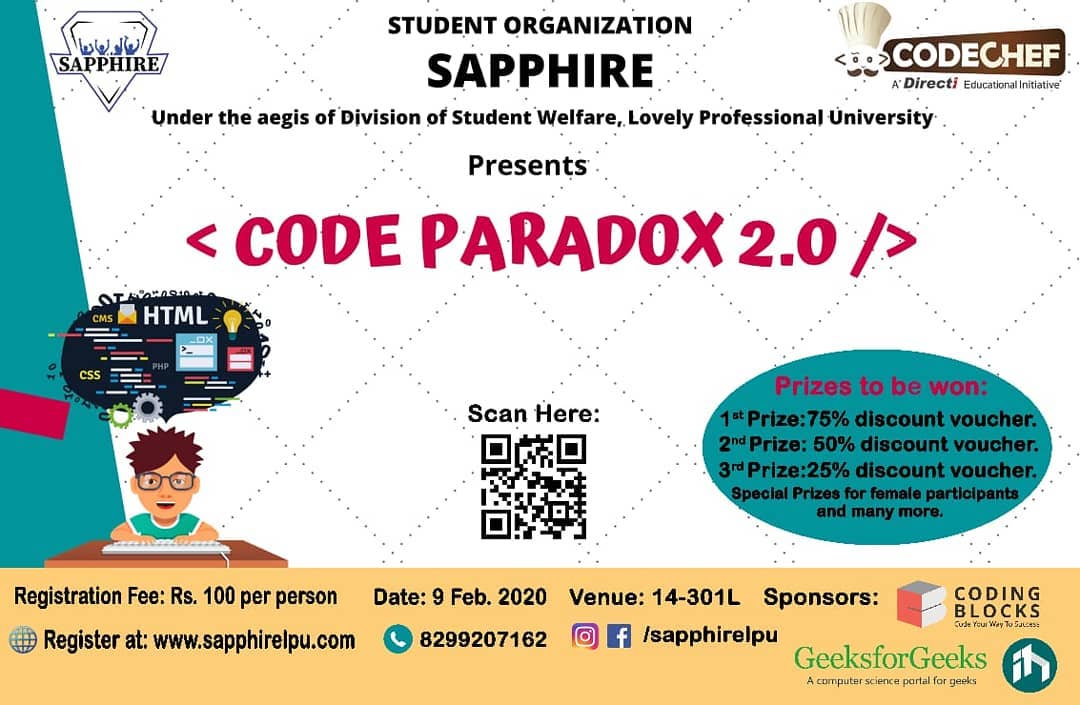 SAPPHIRE
STUDENT ORGANIZATION
SAPPHIRE
CODECHEF
A Directi Educational Initiative
Under the aegis of Division of Student Welfare, Lovely Professional University
Presents
< CODE PARADOX 2.0 />
CMS
HTML
CSS
PHP
Scan Here:
Prizes to be won:
1st Prize:75% discount voucher.
2nd Prize: 50% discount voucher.
3rd Prize:25% discount voucher.
Special Prizes for female participants
and many more.
Registration Fee: Rs. 100 per person
Date: 9 Feb. 2020
Venue: 14-301L
Sponsors:
CODING
BLOCKS
Code Your Way To Success
Register at: www.sapphirelpu.com
8299207162
/sapphirelpu
GeeksforGeeks
A computer science portal for geeks